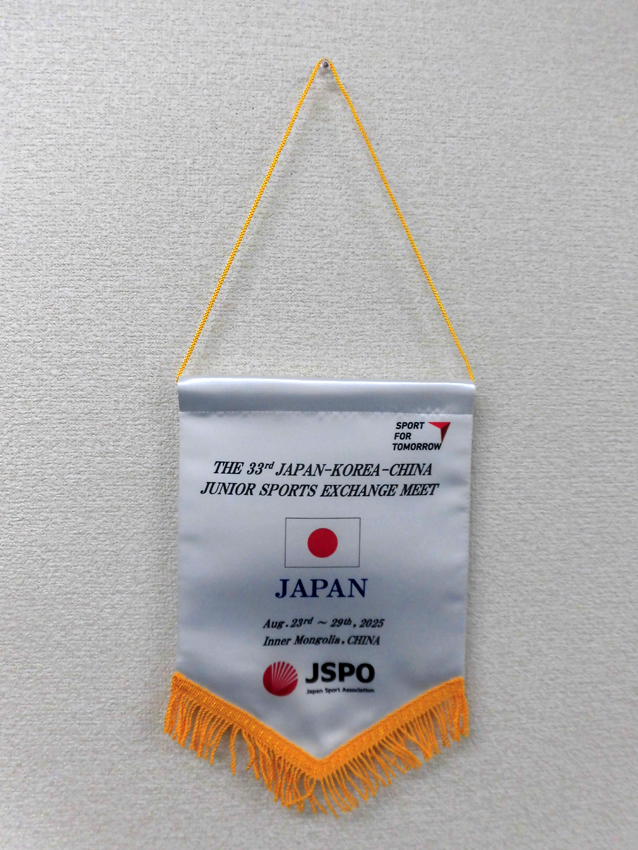 SPORT
FOR
TOMORROW
THE 33rd JAPAN-KOREA-CHINA
JUNIOR SPORTS EXCHANGE MEET
JAPAN
Aug. 23rd ~ 29th, 2025
Inner Mongolia, CHINA
JSPO
Japan Sport Association